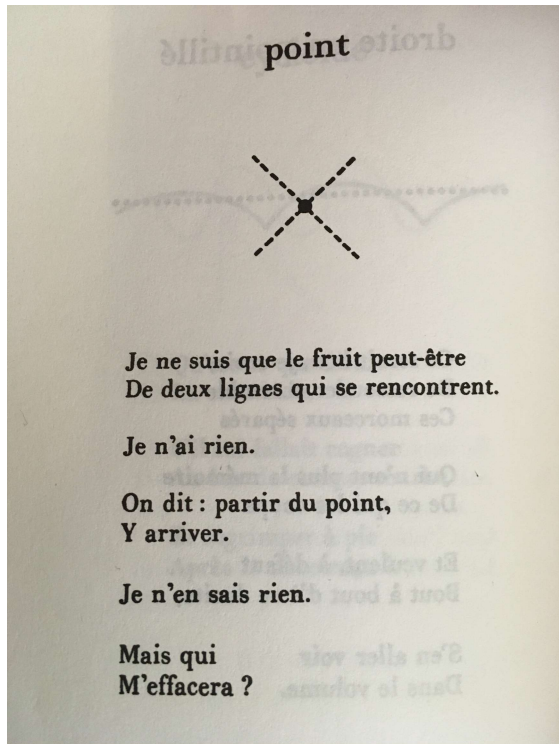 point
Je ne suis que le fruit peut-être
De deux lignes qui se rencontrent.
Je n'ai rien.
On dit : partir du point,
Y arriver.
Je n'en sais rien.
Mais qui
M'effacera ?